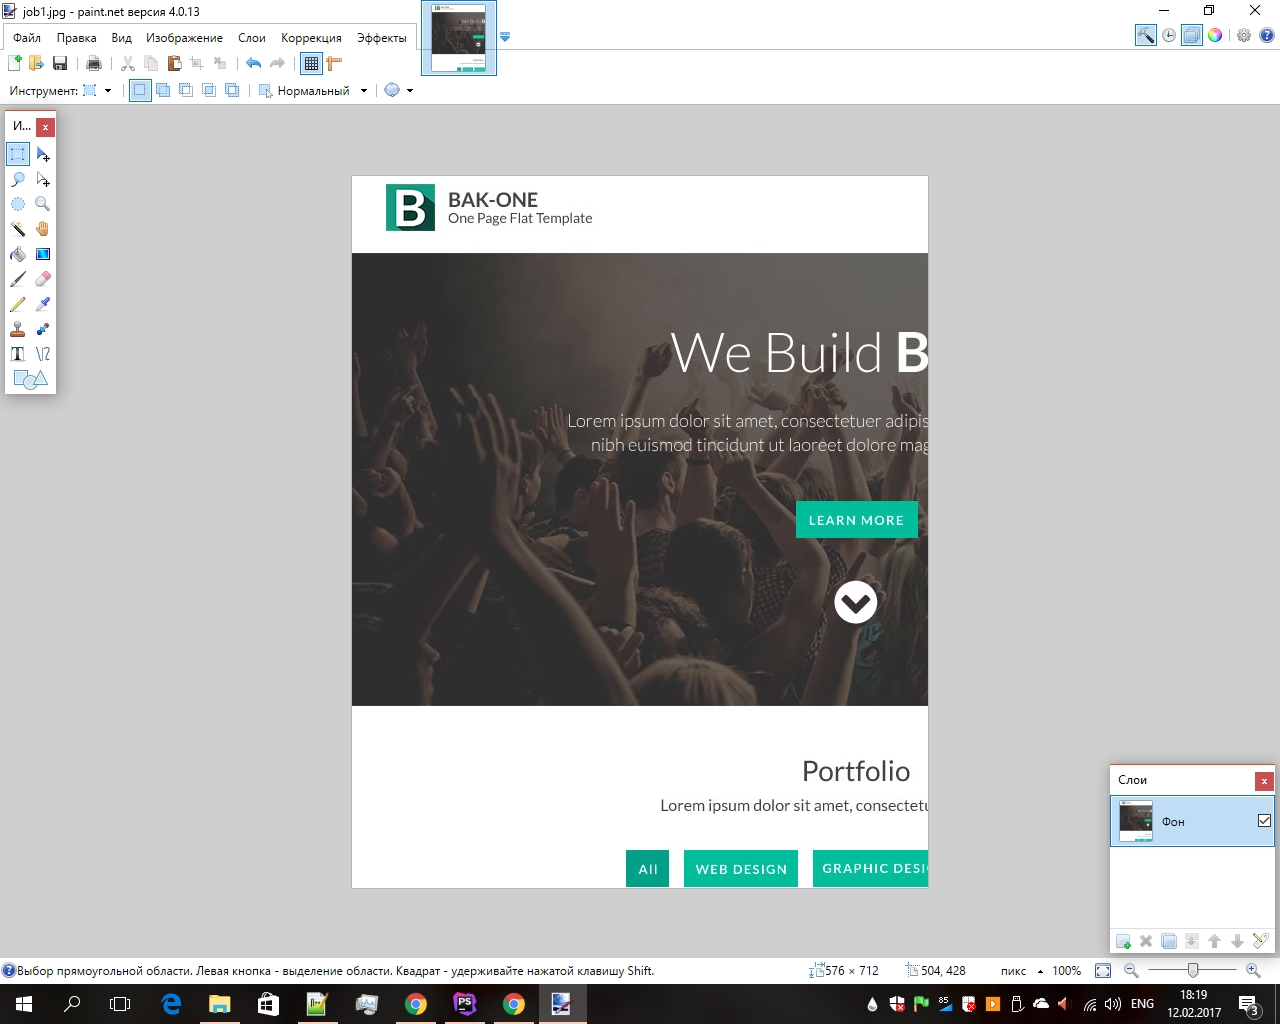 job1.jpg - paint.net версия 4.0.13
Файл Правка Вид Изображение Слои Коррекция Эффекты
Инструмент: Нормальный
И... x
B BAK-ONE
One Page Flat Template
We Build B
Lorem ipsum dolor sit amet, consectetuer adipis
nibh euismod tincidunt ut laoreet dolore mag
LEARN MORE
Portfolio
Lorem ipsum dolor sit amet, consectetu
All WEB DESIGN GRAPHIC DESI
Слои x
Фон
Выбор прямоугольной области. Левая кнопка - выделение области. Квадрат - удерживайте нажатой клавишу Shift. 576 × 712 504, 428 пикс 100%
PS 85 ENG 18:19
12.02.2017 3